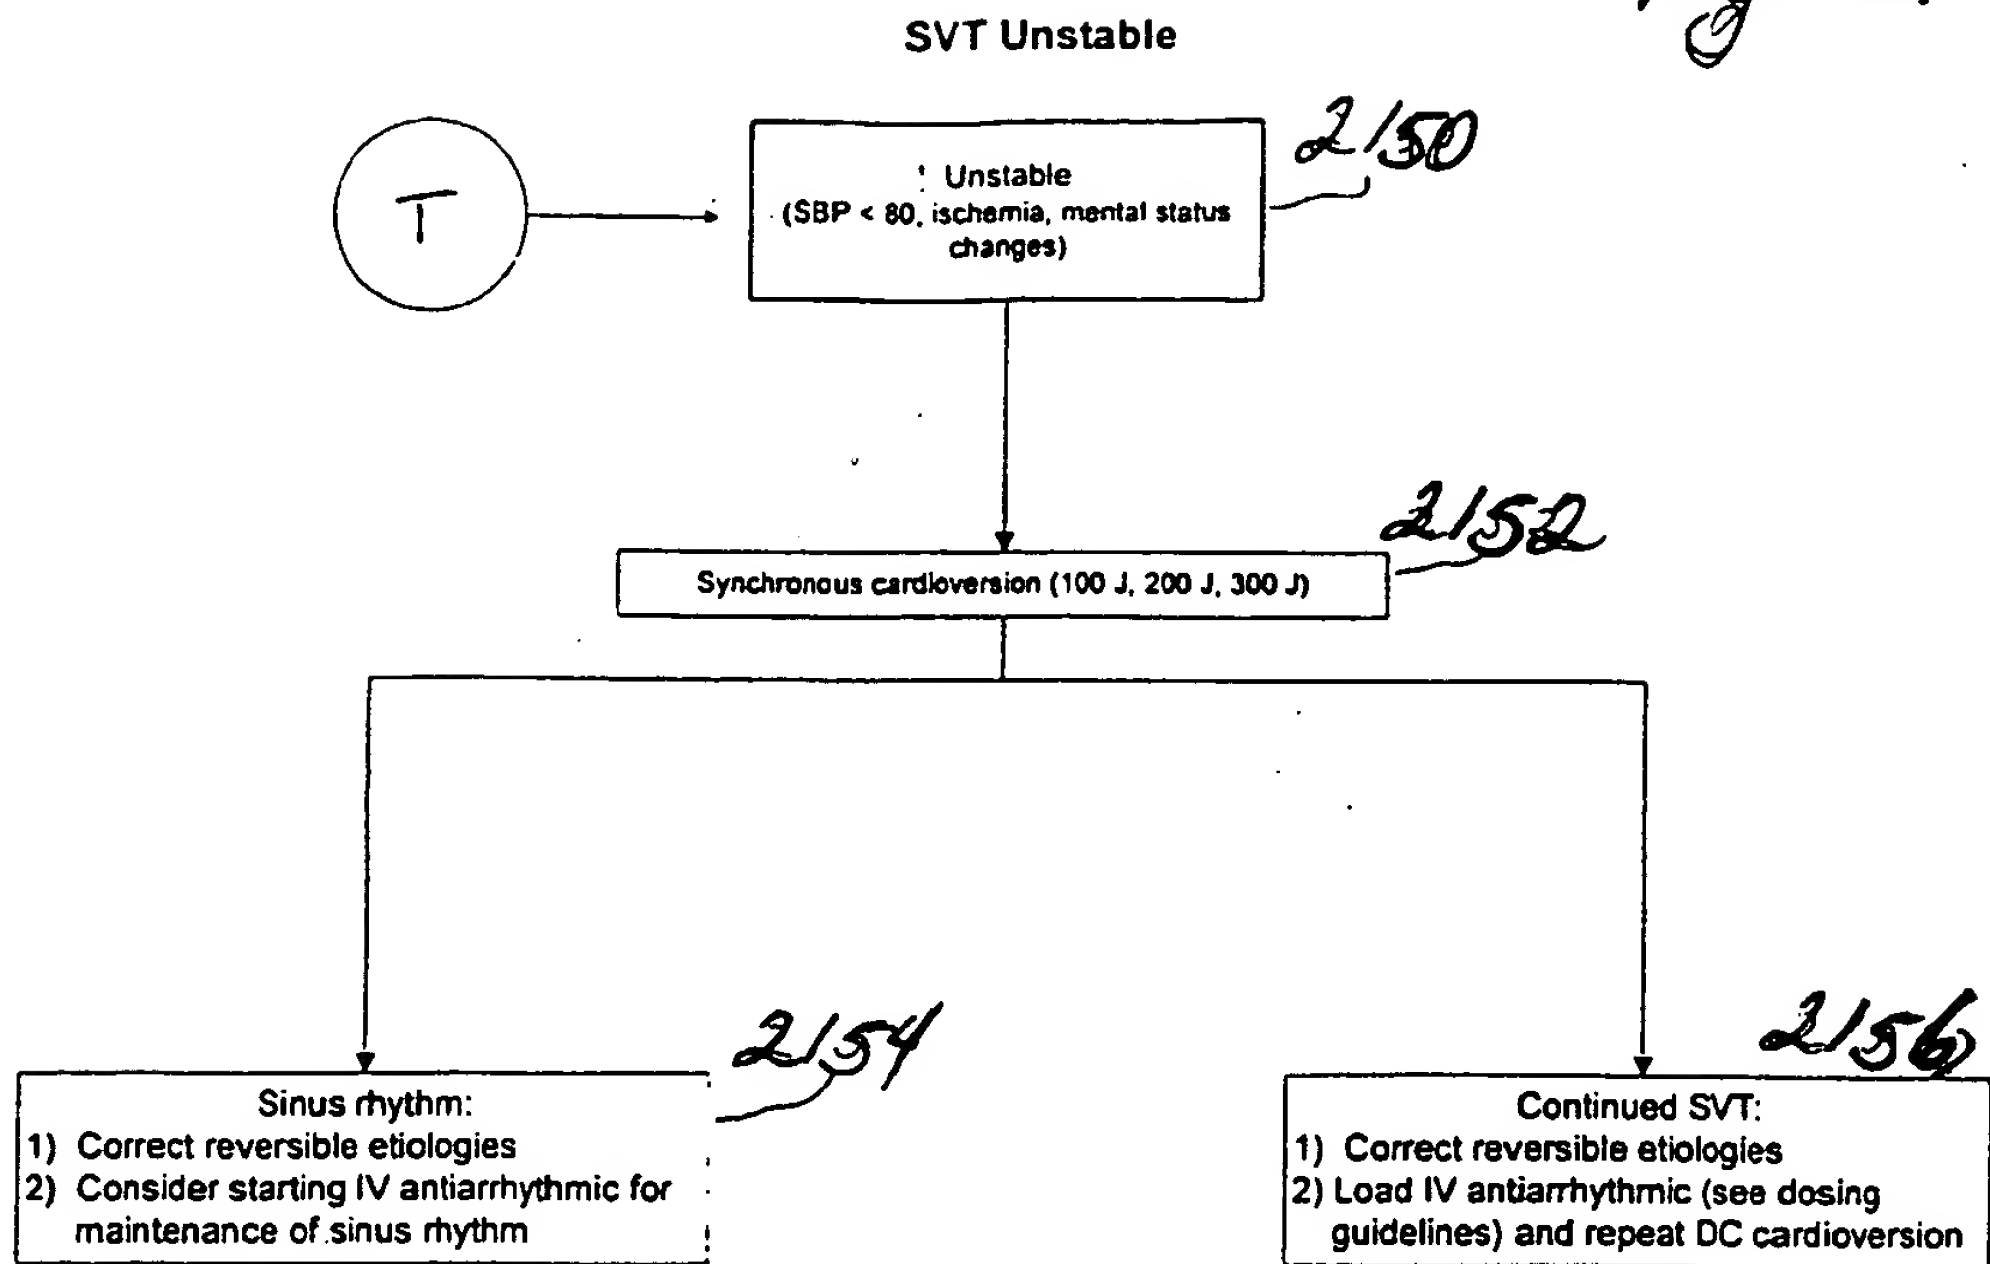 SVT Unstable
T
Unstable
(SBP < 80, ischemia, mental status
changes)
2150
Synchronous cardioversion (100 J, 200 J, 300 J)
2152
Sinus rhythm:
1) Correct reversible etiologies
2) Consider starting IV antiarrhythmic for
maintenance of sinus rhythm
2154
Continued SVT:
1) Correct reversible etiologies
2) Load IV antiarrhythmic (see dosing
guidelines) and repeat DC cardioversion
2156